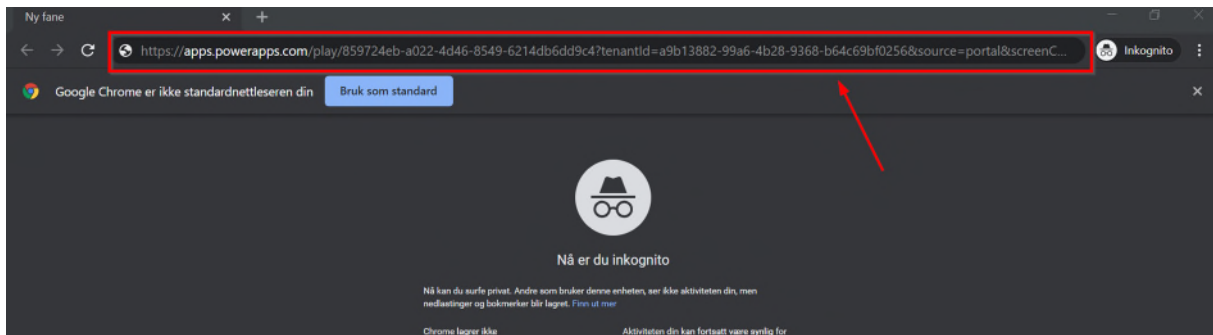 Ny fane
https://apps.powerapps.com/play/859724eb-a022-4d46-8549-6214db6dd9c4?tenantId=a9b13882-99a6-4b28-9368-b64c69bf0256&source=portal&screenC...
Inkognito
Google Chrome er ikke standardnettleseren din
Bruk som standard
Nå er du inkognito
Nå kan du surfe privat. Andre som bruker denne enheten, ser ikke aktiviteten din, men
nedlastinger og bokmerker blir lagret. Finn ut mer
Chrome lagrer ikke
Aktiviteten din kan fortsatt være synlig for